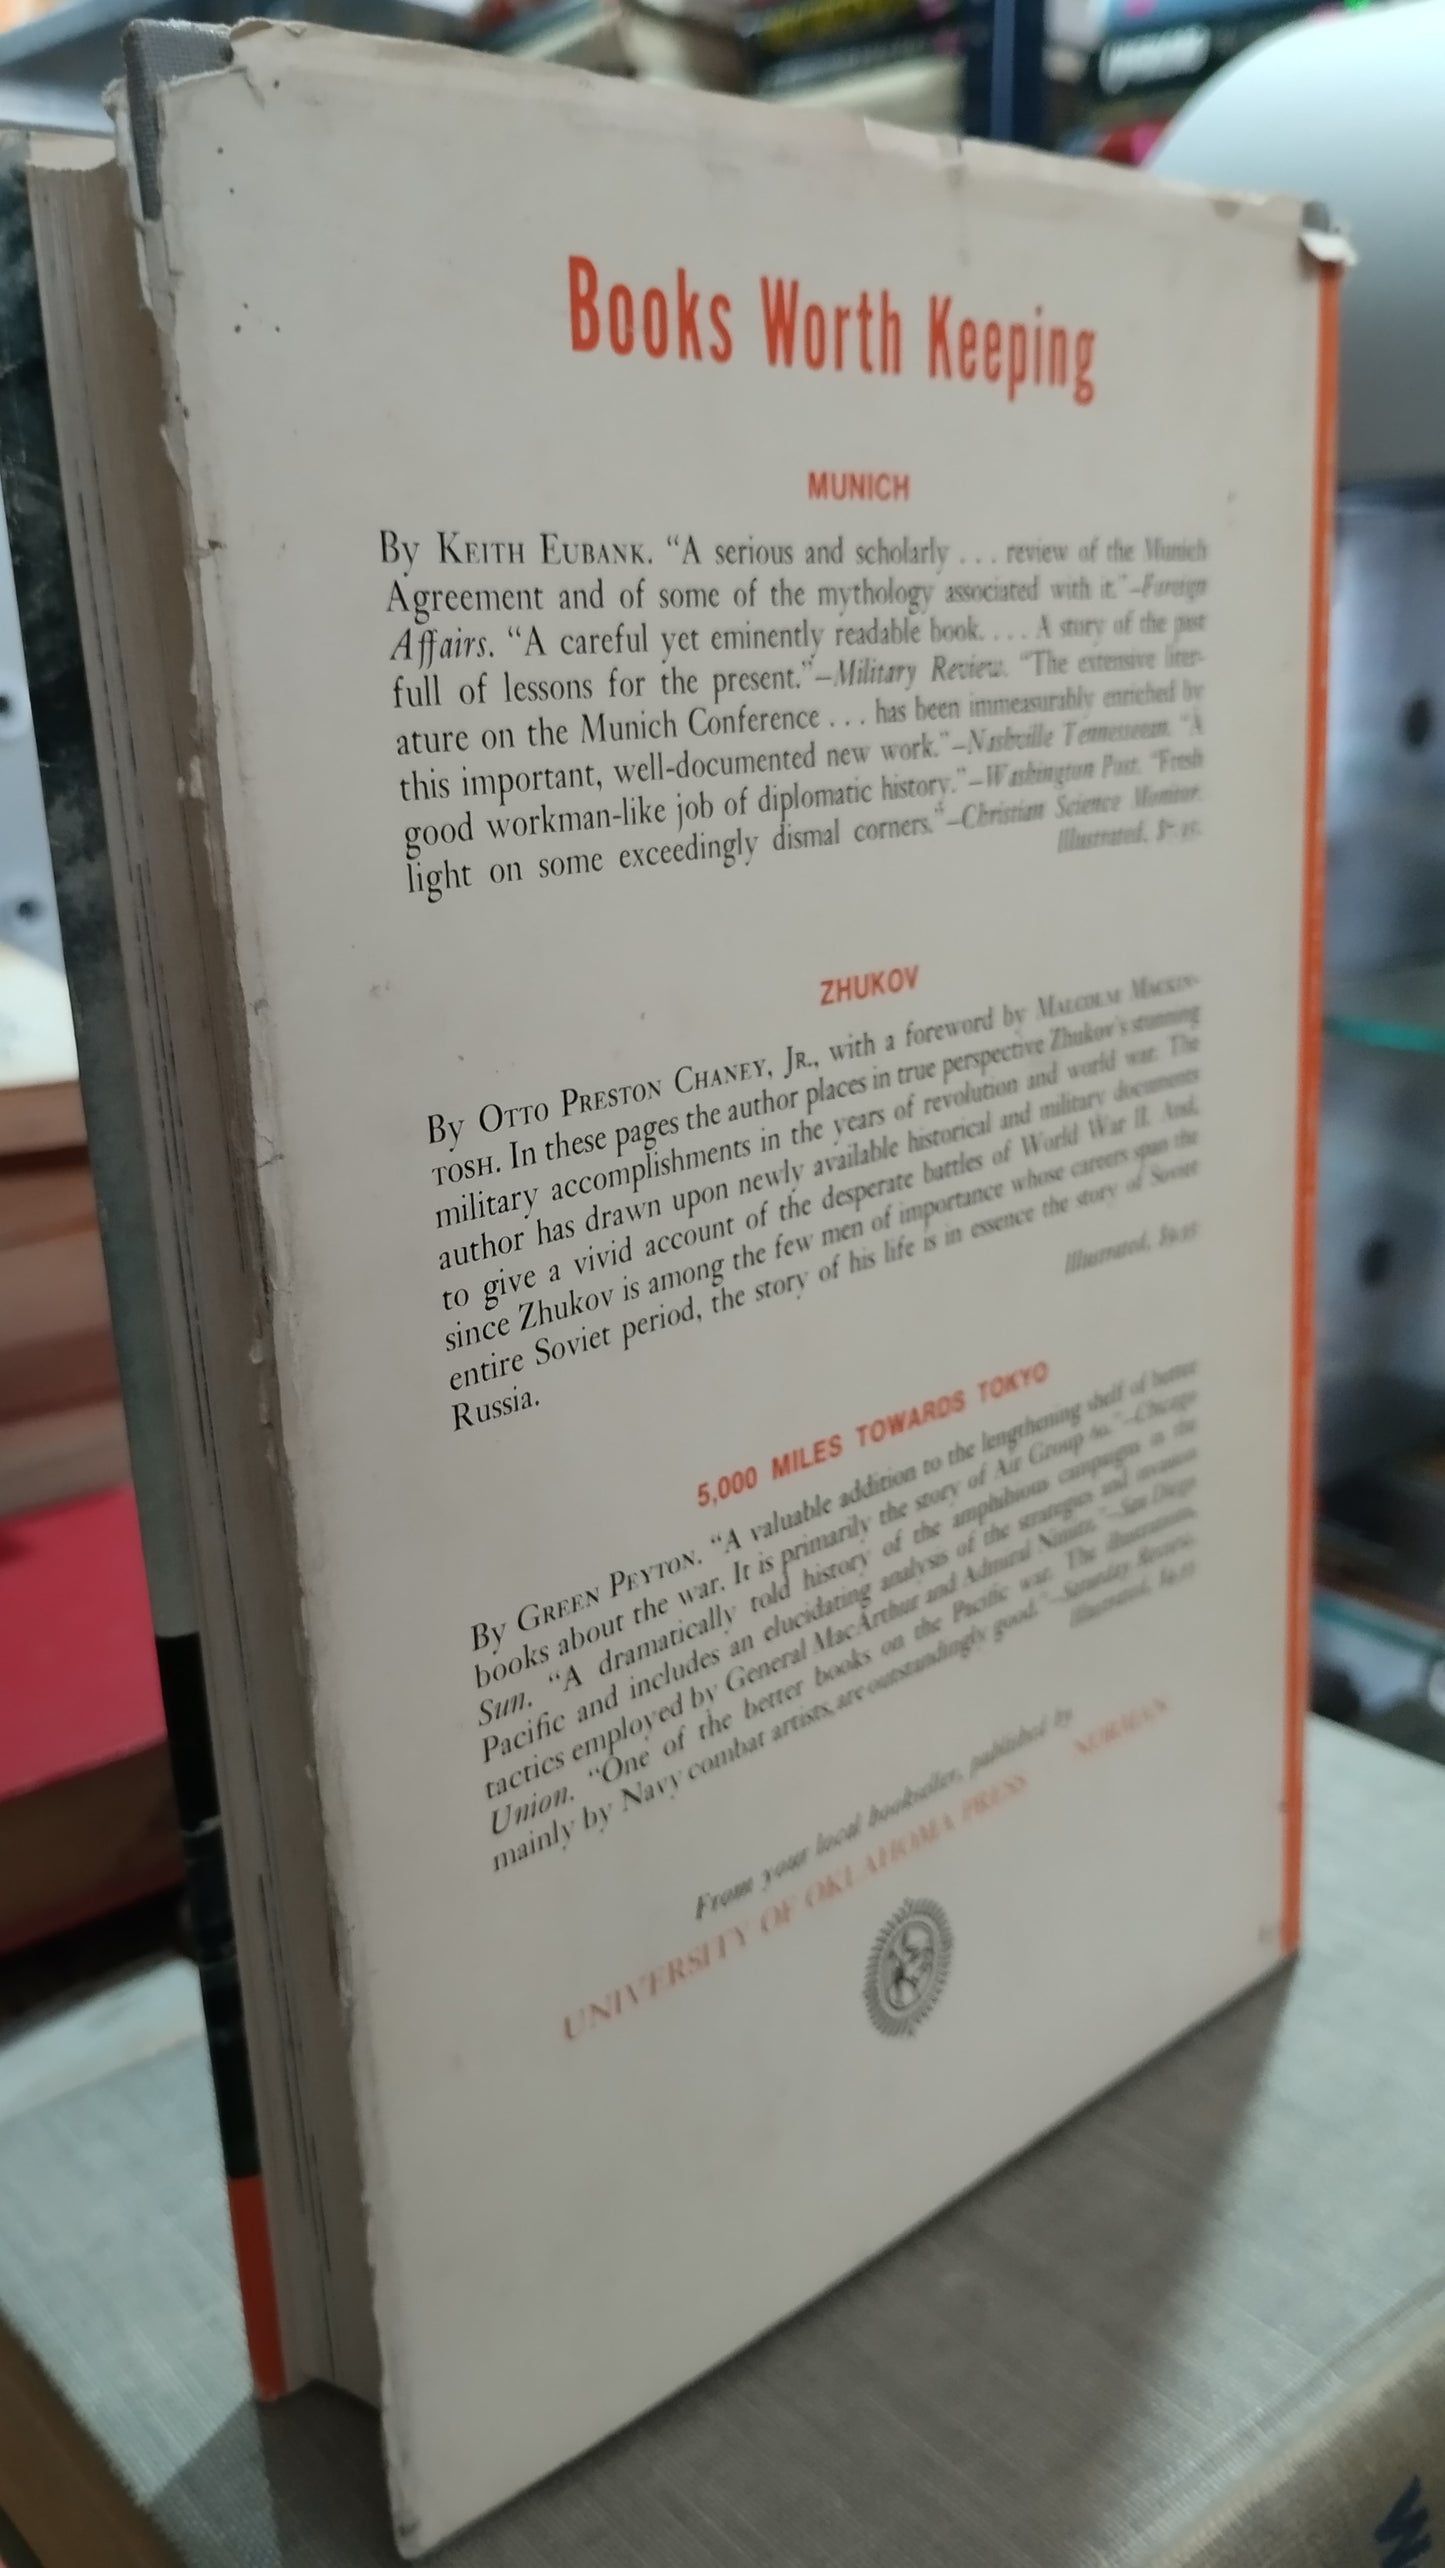 Books Worth Keeping
MUNICH
By KEITH EUBANK. “A serious and scholarly . . . review of the Munich
Agreement and of some of the mythology associated with it.”–Foreign
Affairs. “A careful yet eminently readable book. . . . A story of the past
full of lessons for the present.”–Military Review. “The extensive liter-
ature on the Munich Conference . . . has been immeasurably enriched by
this important, well-documented new work.”–Nashville Tennessean. “A
good workman-like job of diplomatic history.”–Washington Post. “Fresh
light on some exceedingly dismal corners.”–Christian Science Monitor.
Illustrated,
ZHUKOV
By OTTO PRESTON CHANEY, JR., with a foreword by MALCOLM MACKIN-
TOSH. In these pages the author places in true perspective Zhukov's stunning
military accomplishments in the years of revolution and world war. The
author has drawn upon newly available historical and military documents
to give a vivid account of the desperate battles of World War II. And,
since Zhukov is among the few men of importance whose careers span the
entire Soviet period, the story of his life is in essence the story of Soviet
Russia.
Illustrated, $9.95
5,000 MILES TOWARDS TOKYO
By GREEN PEYTON. “A valuable addition to the lengthening shelf of better
books about the war. It is primarily the story of Air Group 60.”–Chicago
Sun. “A dramatically told history of the amphibious campaigns in the
Pacific and includes an elucidating analysis of the strategies and invasion
tactics employed by General MacArthur and Admiral Nimitz.”–San Diego
Union. “One of the better books on the Pacific war. The illustrations,
mainly by Navy combat artists, are outstandingly good.”–Saturday Review.
Illustrated,
From your local bookseller, published by
UNIVERSITY OF OKLAHOMA PRESS NORMAN